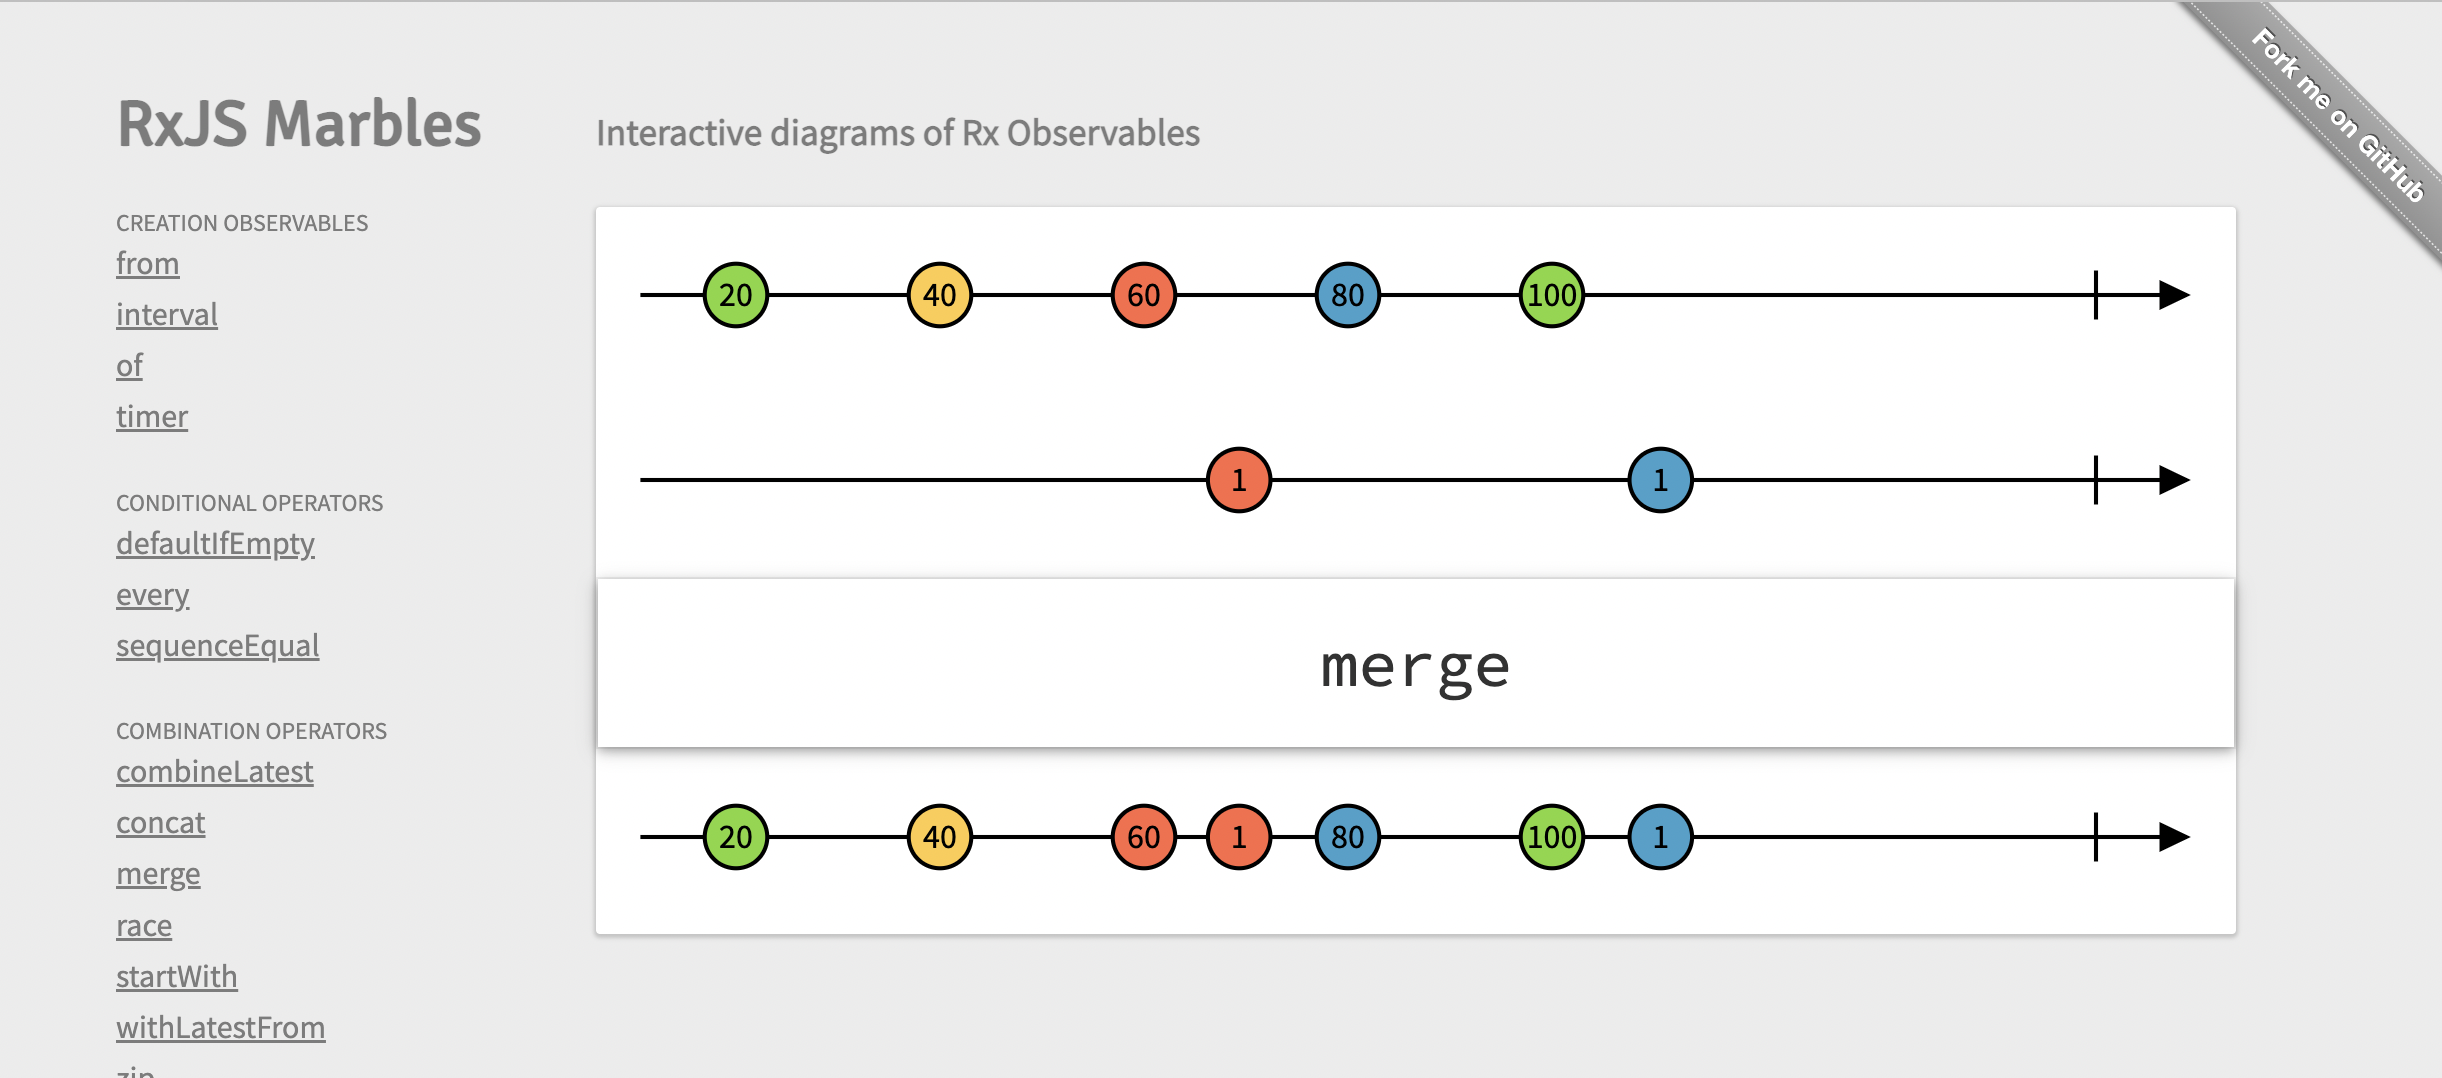 RxJS Marbles
Interactive diagrams of Rx Observables
Fork me on GitHub
CREATION OBSERVABLES
from
interval
of
timer
CONDITIONAL OPERATORS
defaultIfEmpty
every
sequenceEqual
COMBINATION OPERATORS
combineLatest
concat
merge
race
startWith
withLatestFrom
zip
20 40 60 80 100
1 1
merge
20 40 60 1 80 100 1